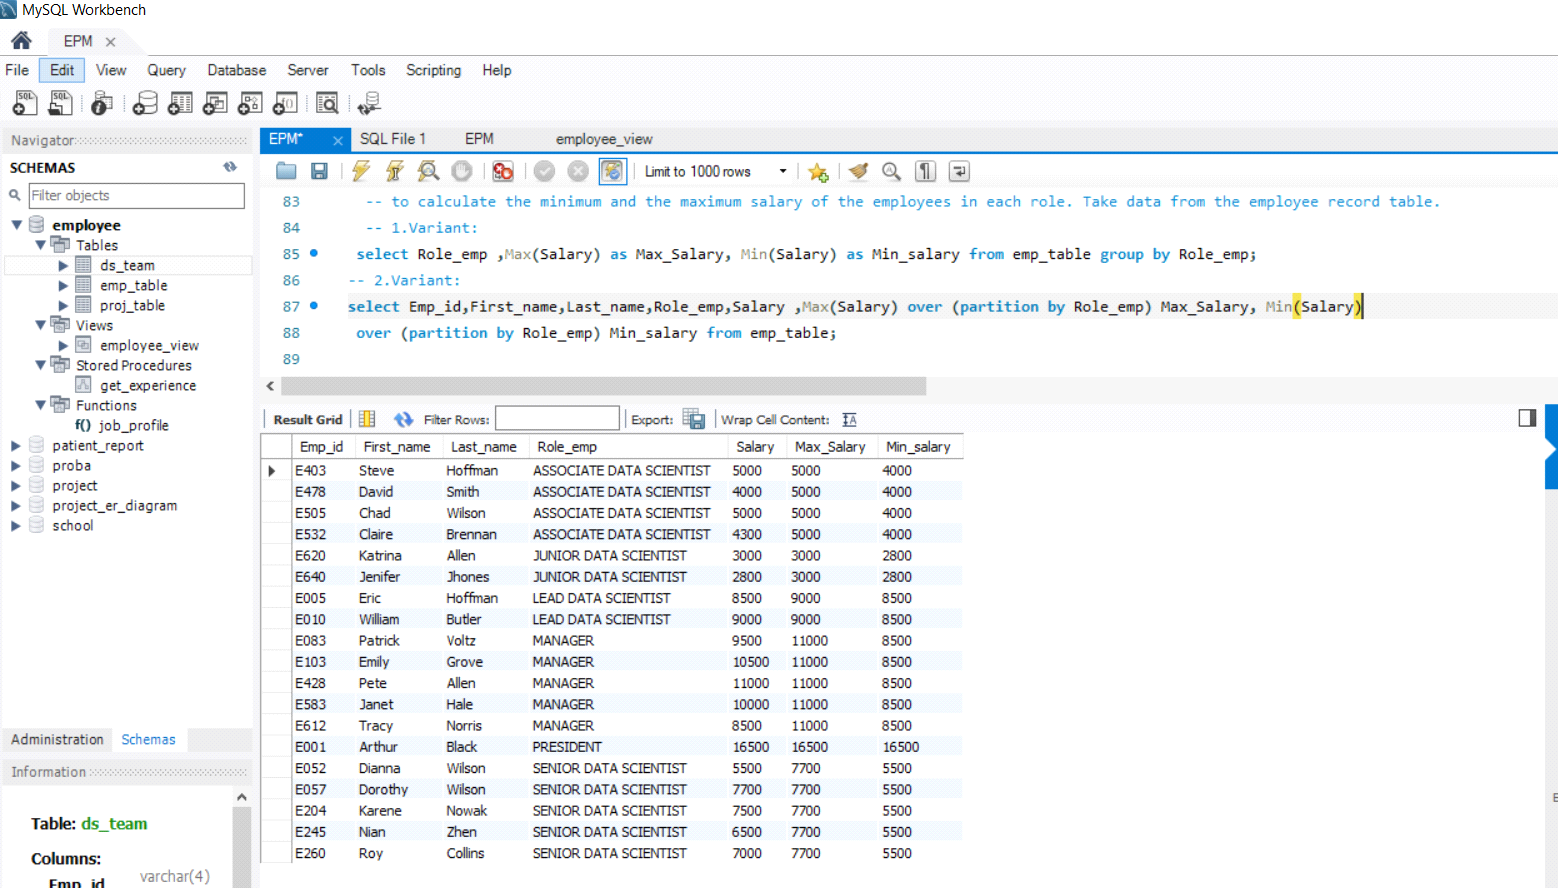 MySQL Workbench
EPM
File Edit View Query Database Server Tools Scripting Help
Navigator
SCHEMAS
Filter objects
employee
Tables
ds_team
emp_table
proj_table
Views
employee_view
Stored Procedures
get_experience
Functions
f() job_profile
patient_report
proba
project
project_er_diagram
school
Administration Schemas
Information
Table: ds_team
Columns:
Emp_id varchar(4)
EPM* SQL File 1 EPM employee_view
Limit to 1000 rows
83 -- to calculate the minimum and the maximum salary of the employees in each role. Take data from the employee record table.
84 -- 1.Variant:
85 select Role_emp ,Max(Salary) as Max_Salary, Min(Salary) as Min_salary from emp_table group by Role_emp;
86 -- 2.Variant:
87 select Emp_id,First_name,Last_name,Role_emp,Salary ,Max(Salary) over (partition by Role_emp) Max_Salary, Min(Salary)
88 over (partition by Role_emp) Min_salary from emp_table;
89
Result Grid Filter Rows: Export: Wrap Cell Content:
Emp_id First_name Last_name Role_emp Salary Max_Salary Min_salary
E403 Steve Hoffman ASSOCIATE DATA SCIENTIST 5000 5000 4000
E478 David Smith ASSOCIATE DATA SCIENTIST 4000 5000 4000
E505 Chad Wilson ASSOCIATE DATA SCIENTIST 5000 5000 4000
E532 Claire Brennan ASSOCIATE DATA SCIENTIST 4300 5000 4000
E620 Katrina Allen JUNIOR DATA SCIENTIST 3000 3000 2800
E640 Jenifer Jhones JUNIOR DATA SCIENTIST 2800 3000 2800
E005 Eric Hoffman LEAD DATA SCIENTIST 8500 9000 8500
E010 William Butler LEAD DATA SCIENTIST 9000 9000 8500
E083 Patrick Voltz MANAGER 9500 11000 8500
E103 Emily Grove MANAGER 10500 11000 8500
E428 Pete Allen MANAGER 11000 11000 8500
E583 Janet Hale MANAGER 10000 11000 8500
E612 Tracy Norris MANAGER 8500 11000 8500
E001 Arthur Black PRESIDENT 16500 16500 16500
E052 Dianna Wilson SENIOR DATA SCIENTIST 5500 7700 5500
E057 Dorothy Wilson SENIOR DATA SCIENTIST 7700 7700 5500
E204 Karene Nowak SENIOR DATA SCIENTIST 7500 7700 5500
E245 Nian Zhen SENIOR DATA SCIENTIST 6500 7700 5500
E260 Roy Collins SENIOR DATA SCIENTIST 7000 7700 5500